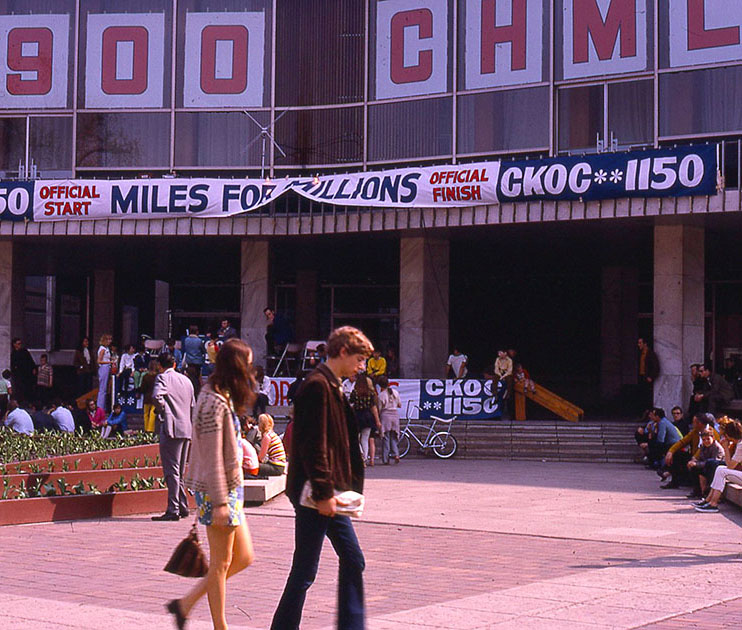 900 CHML
50
OFFICIAL START
MILES FOR MILLIONS
OFFICIAL FINISH
CKOC**1150
CKOC
1150